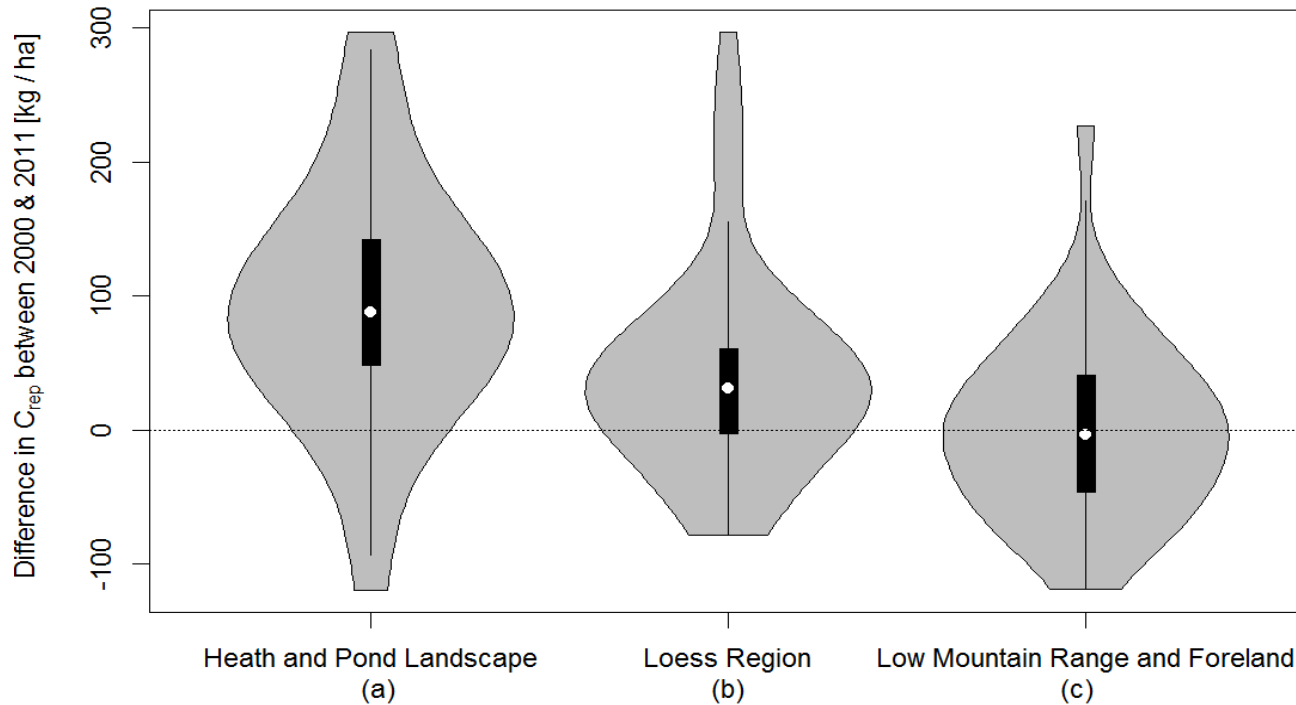 Difference in Crep between 2000 & 2011 [kg / ha]
300
200
100
0
-100
Heath and Pond Landscape
(a)
Loess Region
(b)
Low Mountain Range and Foreland
(c)